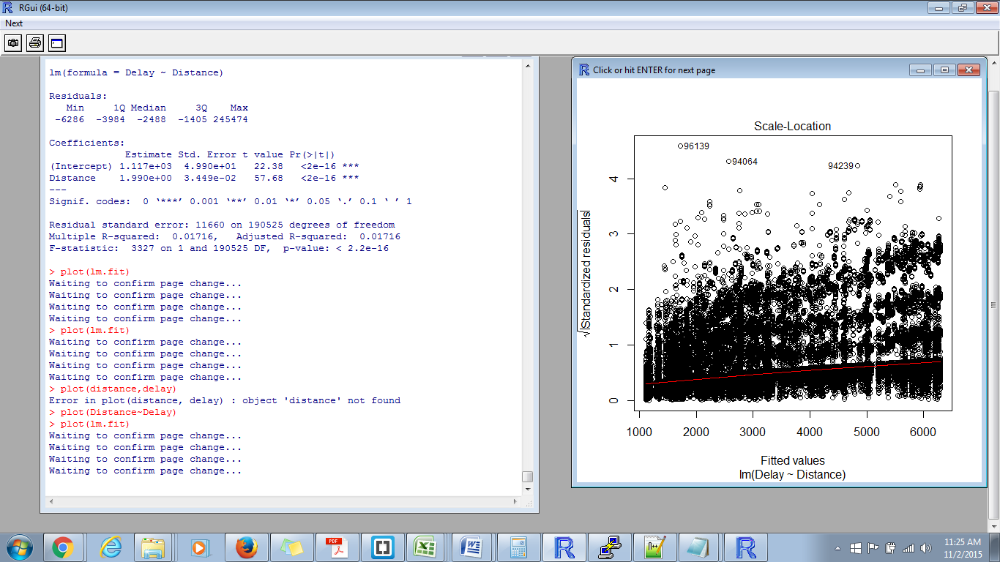 RGui (64-bit)
Next
lm(formula = Delay ~ Distance)
Residuals:
Min 1Q Median 3Q Max
-6286 -3984 -2488 -1405 245474
Coefficients:
Estimate Std. Error t value Pr(>|t|)
(Intercept) 1.117e+03 4.990e+01 22.38 <2e-16 ***
Distance 1.990e+00 3.449e-02 57.68 <2e-16 ***
---
Signif. codes: 0 ‘***’ 0.001 ‘**’ 0.01 ‘*’ 0.05 ‘.’ 0.1 ‘ ’ 1
Residual standard error: 11660 on 190525 degrees of freedom
Multiple R-squared: 0.01716, Adjusted R-squared: 0.01716
F-statistic: 3327 on 1 and 190525 DF, p-value: < 2.2e-16
> plot(lm.fit)
Waiting to confirm page change...
Waiting to confirm page change...
Waiting to confirm page change...
Waiting to confirm page change...
> plot(lm.fit)
Waiting to confirm page change...
Waiting to confirm page change...
Waiting to confirm page change...
Waiting to confirm page change...
> plot(distance,delay)
Error in plot(distance, delay) : object 'distance' not found
> plot(Distance~Delay)
> plot(lm.fit)
Waiting to confirm page change...
Waiting to confirm page change...
Waiting to confirm page change...
Waiting to confirm page change...
Click or hit ENTER for next page
Scale-Location
96139
94064
94239
4
3
2
1
0
√|Standardized residuals|
1000 2000 3000 4000 5000 6000
Fitted values
lm(Delay ~ Distance)
PDF
11:25 AM
11/2/2015